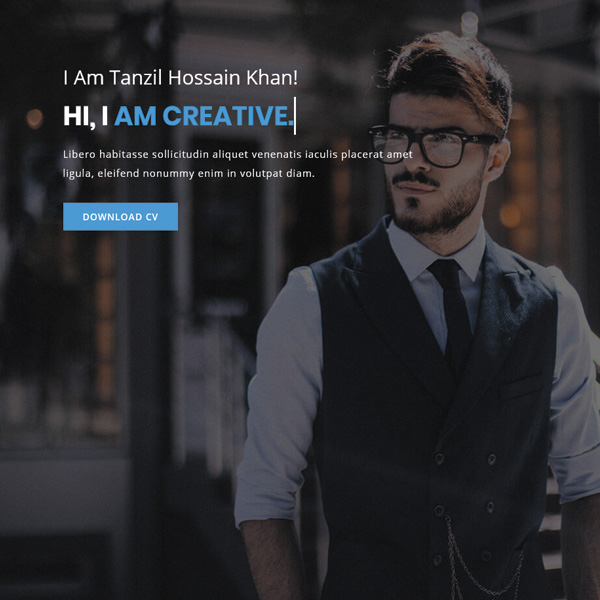 I Am Tanzil Hossain Khan!
HI, I AM CREATIVE.
Libero habitasse sollicitudin aliquet venenatis iaculis placerat amet
ligula, eleifend nonummy enim in volutpat diam.
DOWNLOAD CV